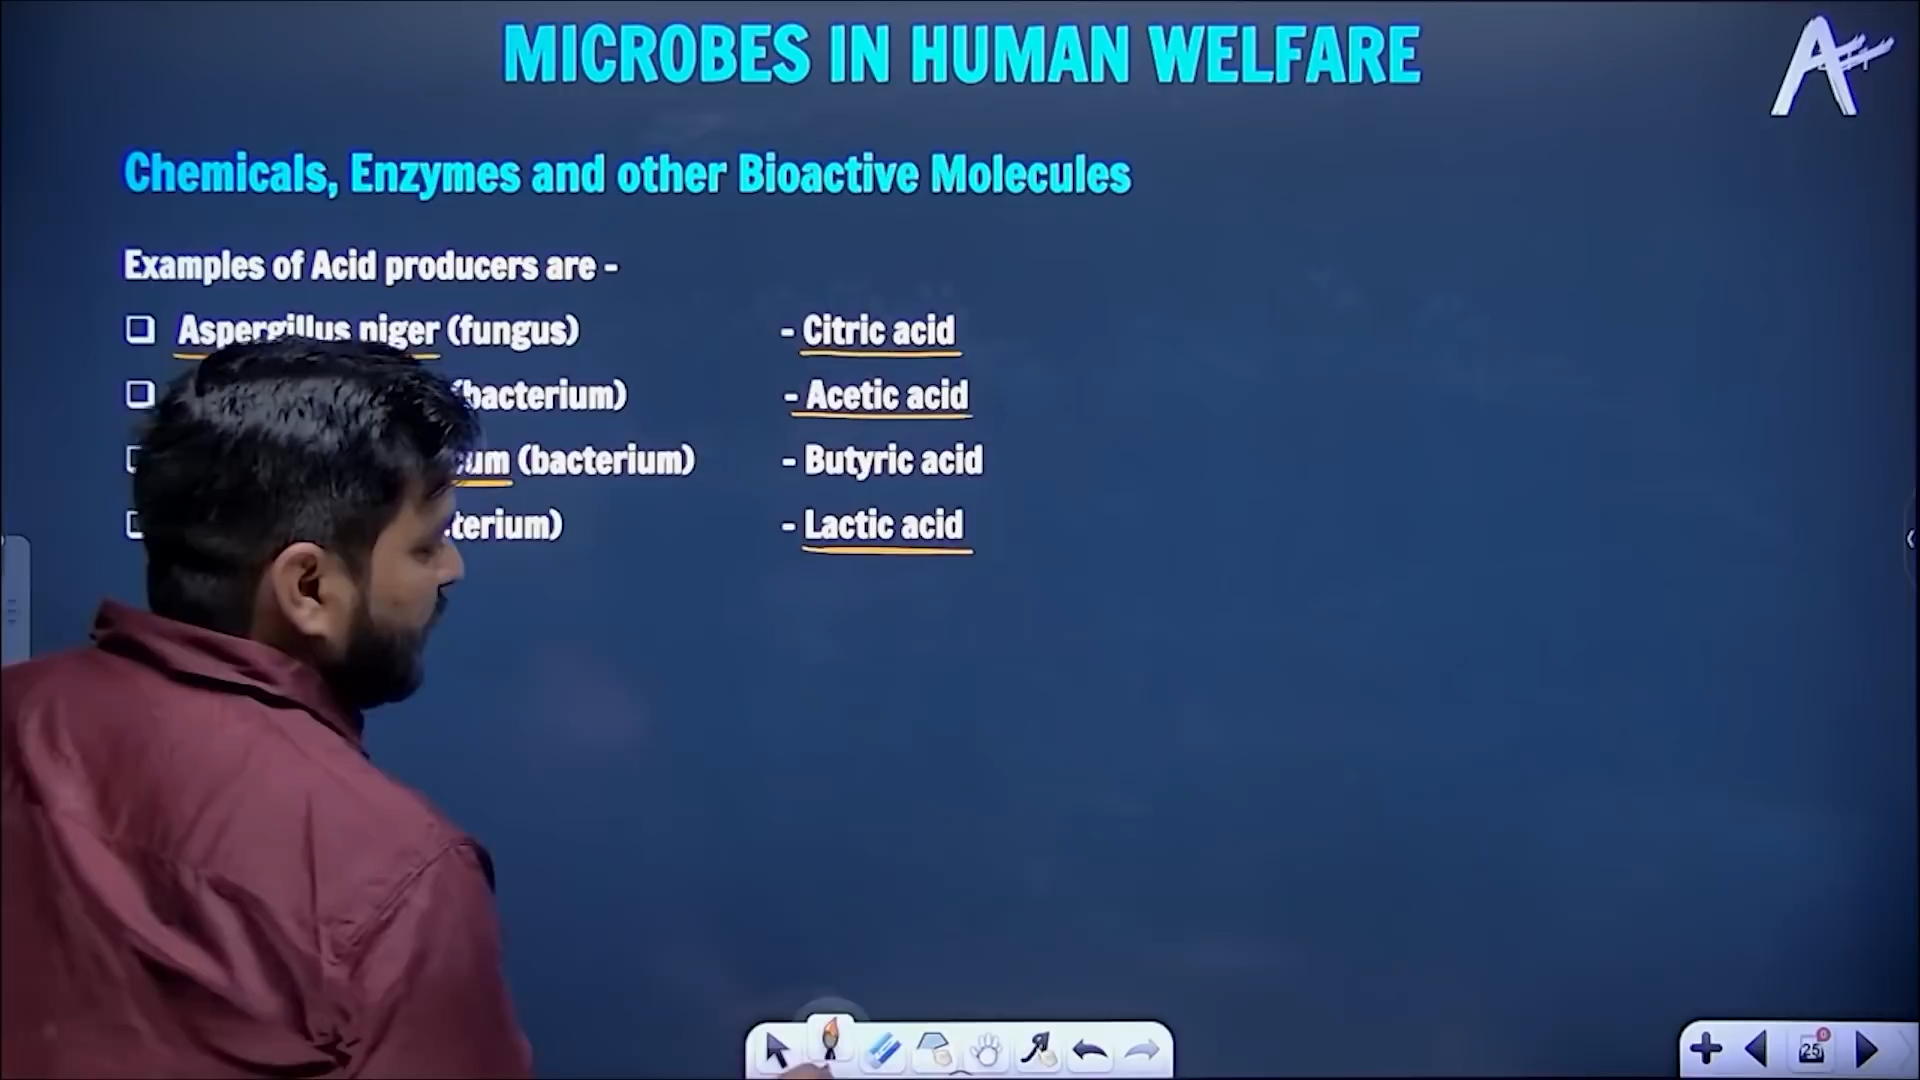 MICROBES IN HUMAN WELFARE
A++
Chemicals, Enzymes and other Bioactive Molecules
Examples of Acid producers are -
Aspergillus niger (fungus) - Citric acid
(bacterium) - Acetic acid
(bacterium) - Butyric acid
- Lactic acid
25